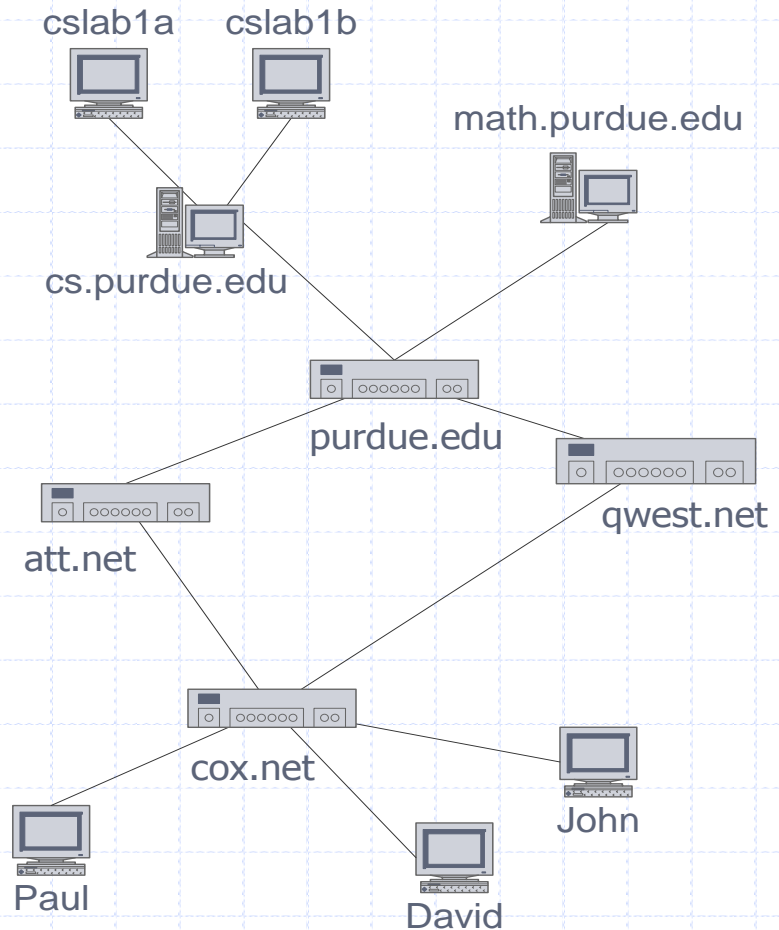 cslab1a
cslab1b
math.purdue.edu
cs.purdue.edu
purdue.edu
qwest.net
att.net
cox.net
John
Paul
David